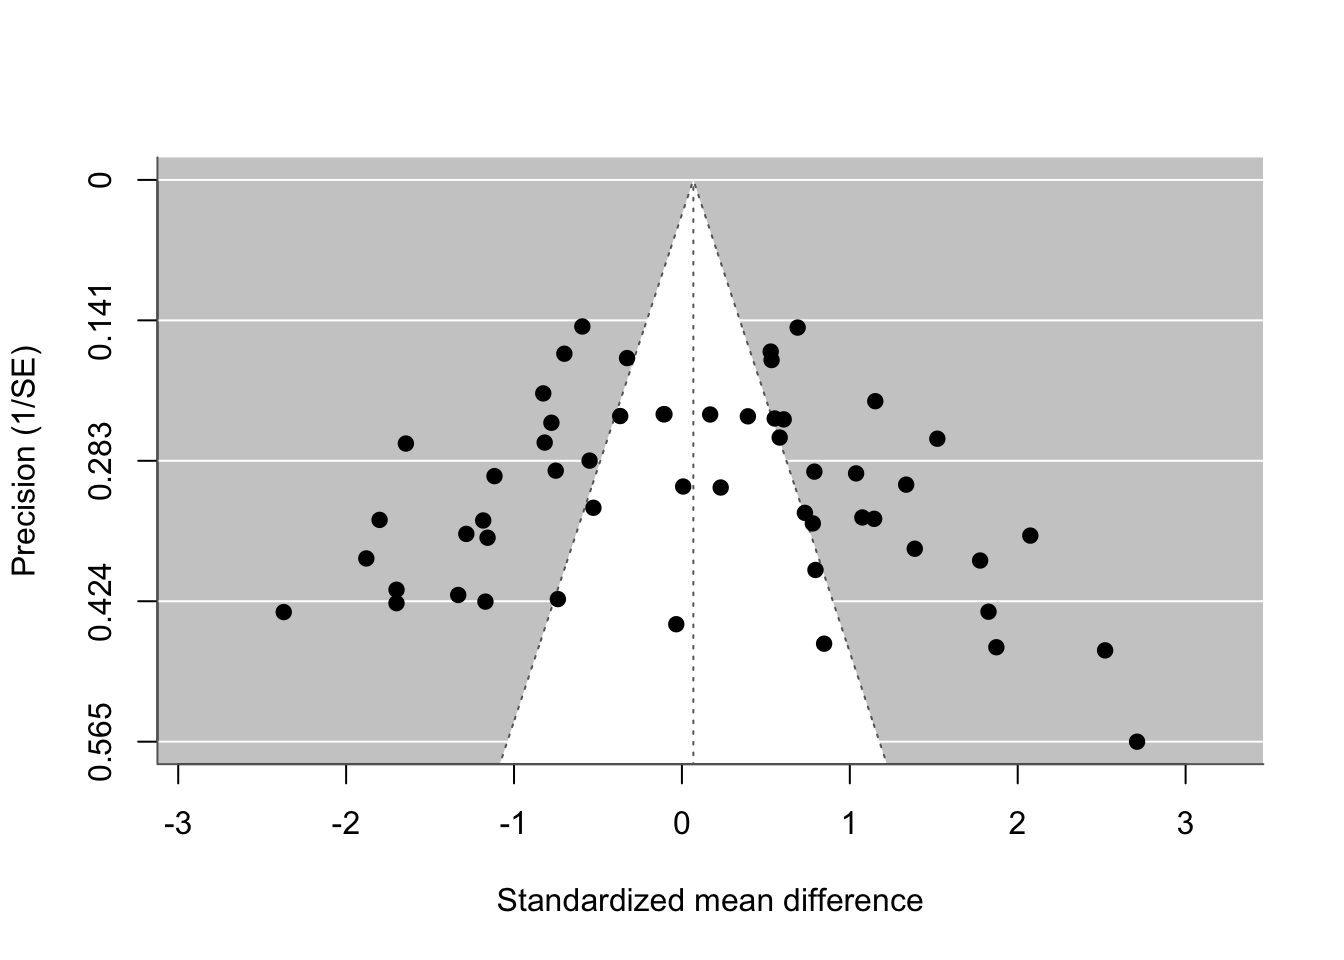 Precision (1/SE)
0
0.141
0.283
0.424
0.565
-3 -2 -1 0 1 2 3
Standardized mean difference